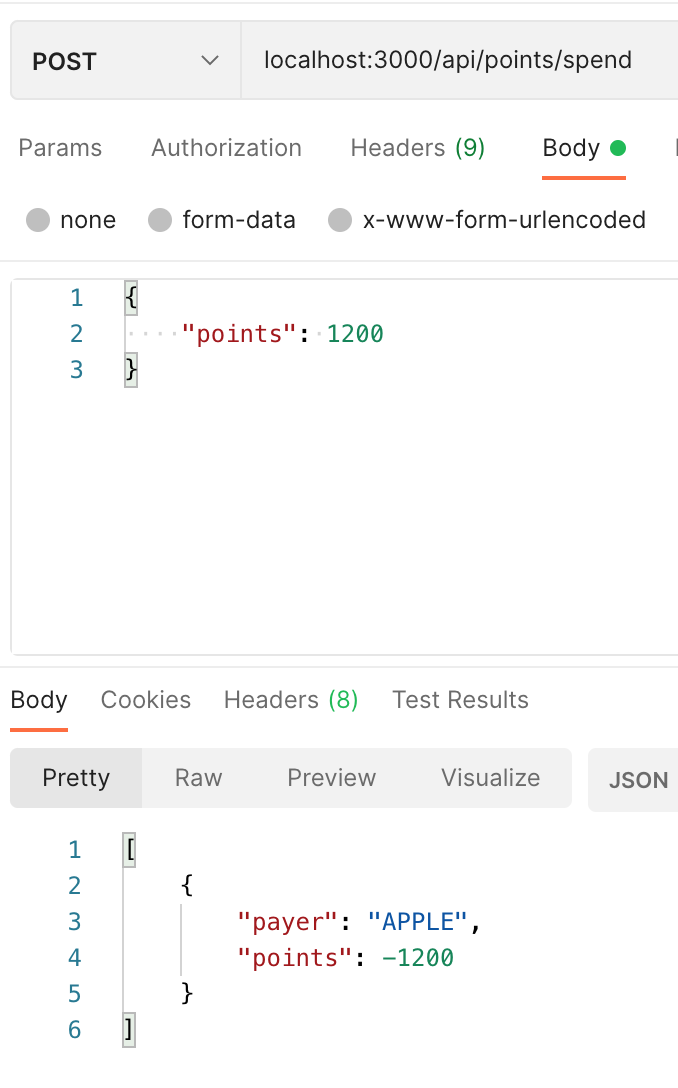 POST localhost:3000/api/points/spend
Params Authorization Headers (9) Body
none form-data x-www-form-urlencoded
1 {
2 ····"points":·1200
3 }
Body Cookies Headers (8) Test Results
Pretty Raw Preview Visualize JSON
1 [
2 {
3 "payer": "APPLE",
4 "points": -1200
5 }
6 ]